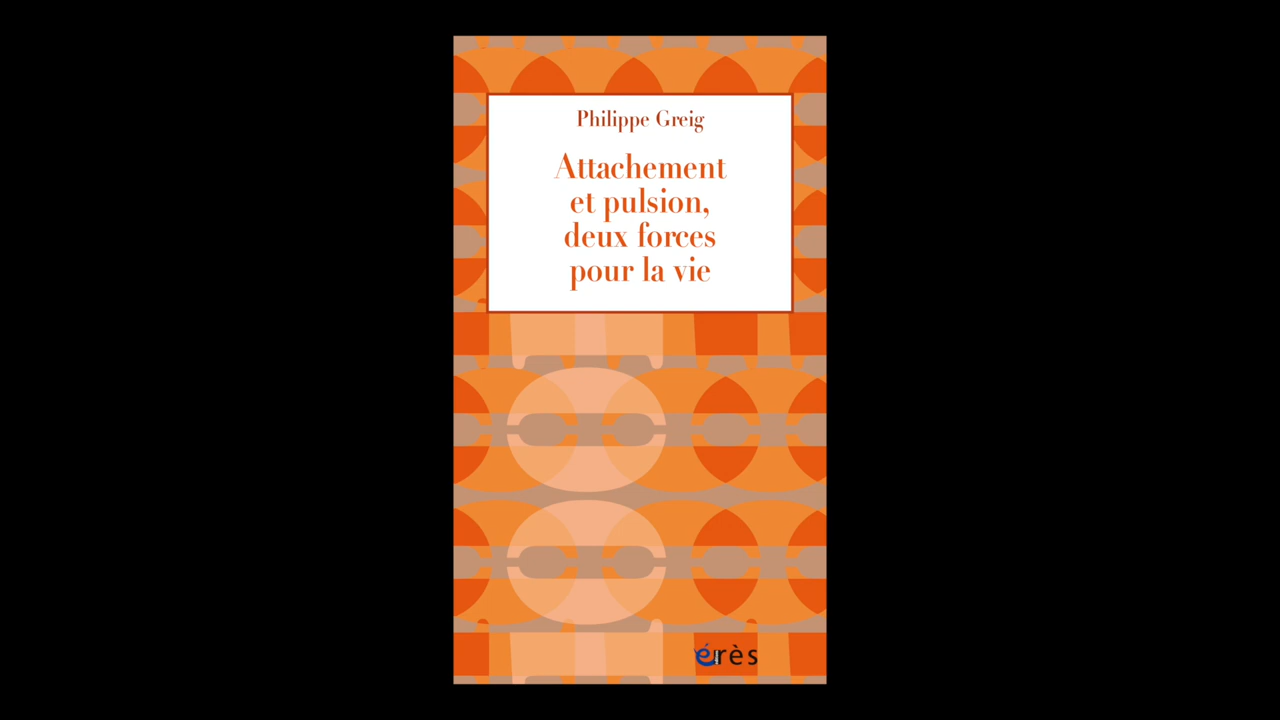 Philippe Greig
Attachement
et pulsion,
deux forces
pour la vie
érès